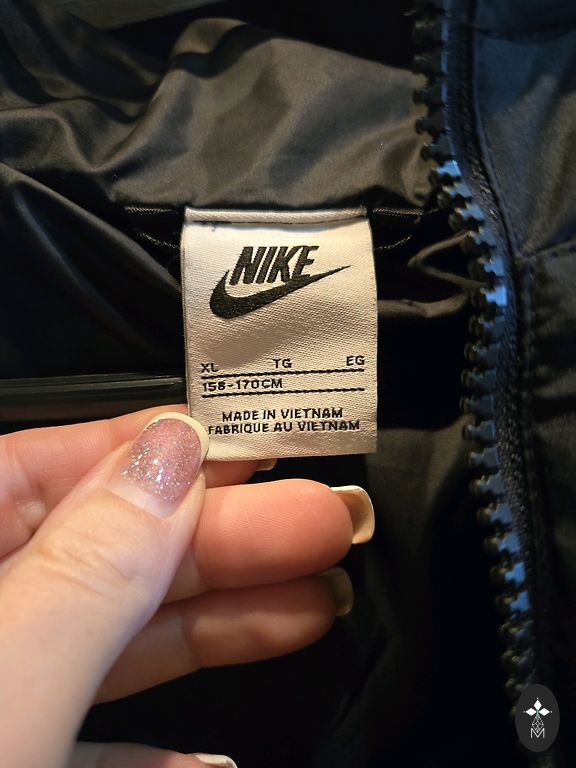 NIKE
XL TG EG
158-170CM
MADE IN VIETNAM
FABRIQUE AU VIETNAM
M